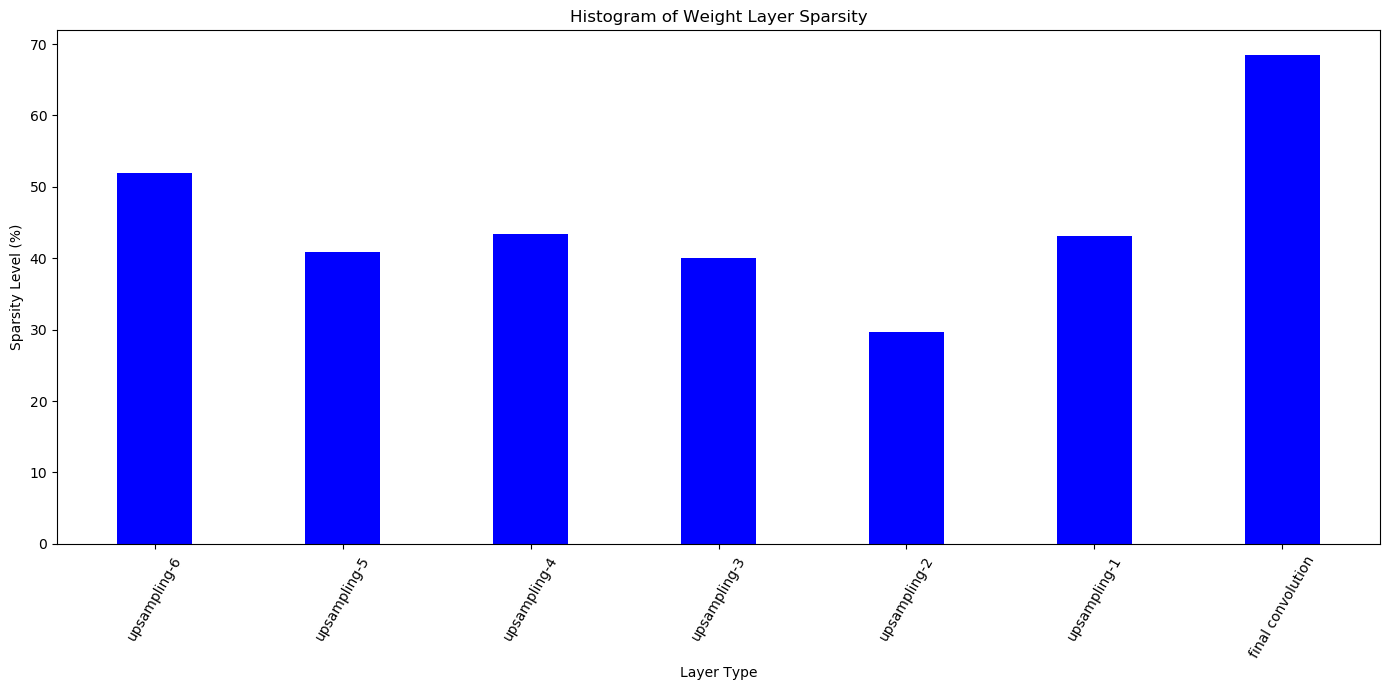 Histogram of Weight Layer Sparsity
Sparsity Level (%)
70
60
50
40
30
20
10
0
upsampling-6
upsampling-5
upsampling-4
upsampling-3
upsampling-2
upsampling-1
final convolution
Layer Type